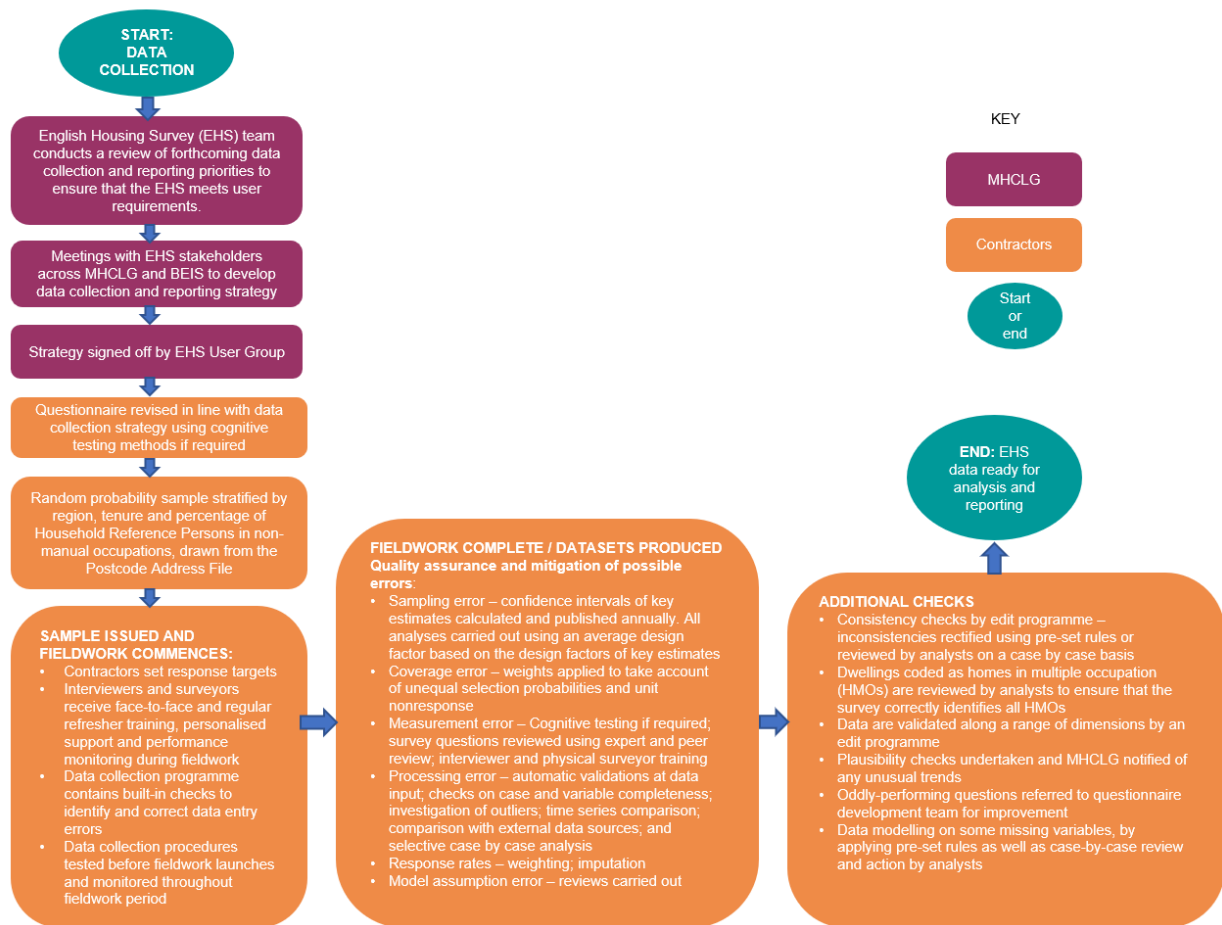 START:
DATA
COLLECTION
English Housing Survey (EHS) team
conducts a review of forthcoming data
collection and reporting priorities to
ensure that the EHS meets user
requirements.
Meetings with EHS stakeholders
across MHCLG and BEIS to develop
data collection and reporting strategy
Strategy signed off by EHS User Group
Questionnaire revised in line with data
collection strategy using cognitive
testing methods if required
Random probability sample stratified by
region, tenure and percentage of
Household Reference Persons in non-
manual occupations, drawn from the
Postcode Address File
SAMPLE ISSUED AND
FIELDWORK COMMENCES:
• Contractors set response targets
• Interviewers and surveyors
receive face-to-face and regular
refresher training, personalised
support and performance
monitoring during fieldwork
• Data collection programme
contains built-in checks to
identify and correct data entry
errors
• Data collection procedures
tested before fieldwork launches
and monitored throughout
fieldwork period
FIELDWORK COMPLETE / DATASETS PRODUCED
Quality assurance and mitigation of possible
errors:
• Sampling error – confidence intervals of key
estimates calculated and published annually. All
analyses carried out using an average design
factor based on the design factors of key estimates
• Coverage error – weights applied to take account
of unequal selection probabilities and unit
nonresponse
• Measurement error – Cognitive testing if required;
survey questions reviewed using expert and peer
review; interviewer and physical surveyor training
• Processing error – automatic validations at data
input; checks on case and variable completeness;
investigation of outliers; time series comparison;
comparison with external data sources; and
selective case by case analysis
• Response rates – weighting; imputation
• Model assumption error – reviews carried out
ADDITIONAL CHECKS
• Consistency checks by edit programme –
inconsistencies rectified using pre-set rules or
reviewed by analysts on a case by case basis
• Dwellings coded as homes in multiple occupation
(HMOs) are reviewed by analysts to ensure that the
survey correctly identifies all HMOs
• Data are validated along a range of dimensions by an
edit programme
• Plausibility checks undertaken and MHCLG notified of
any unusual trends
• Oddly-performing questions referred to questionnaire
development team for improvement
• Data modelling on some missing variables, by
applying pre-set rules as well as case-by-case review
and action by analysts
END: EHS
data ready for
analysis and
reporting
KEY
MHCLG
Contractors
Start
or
end